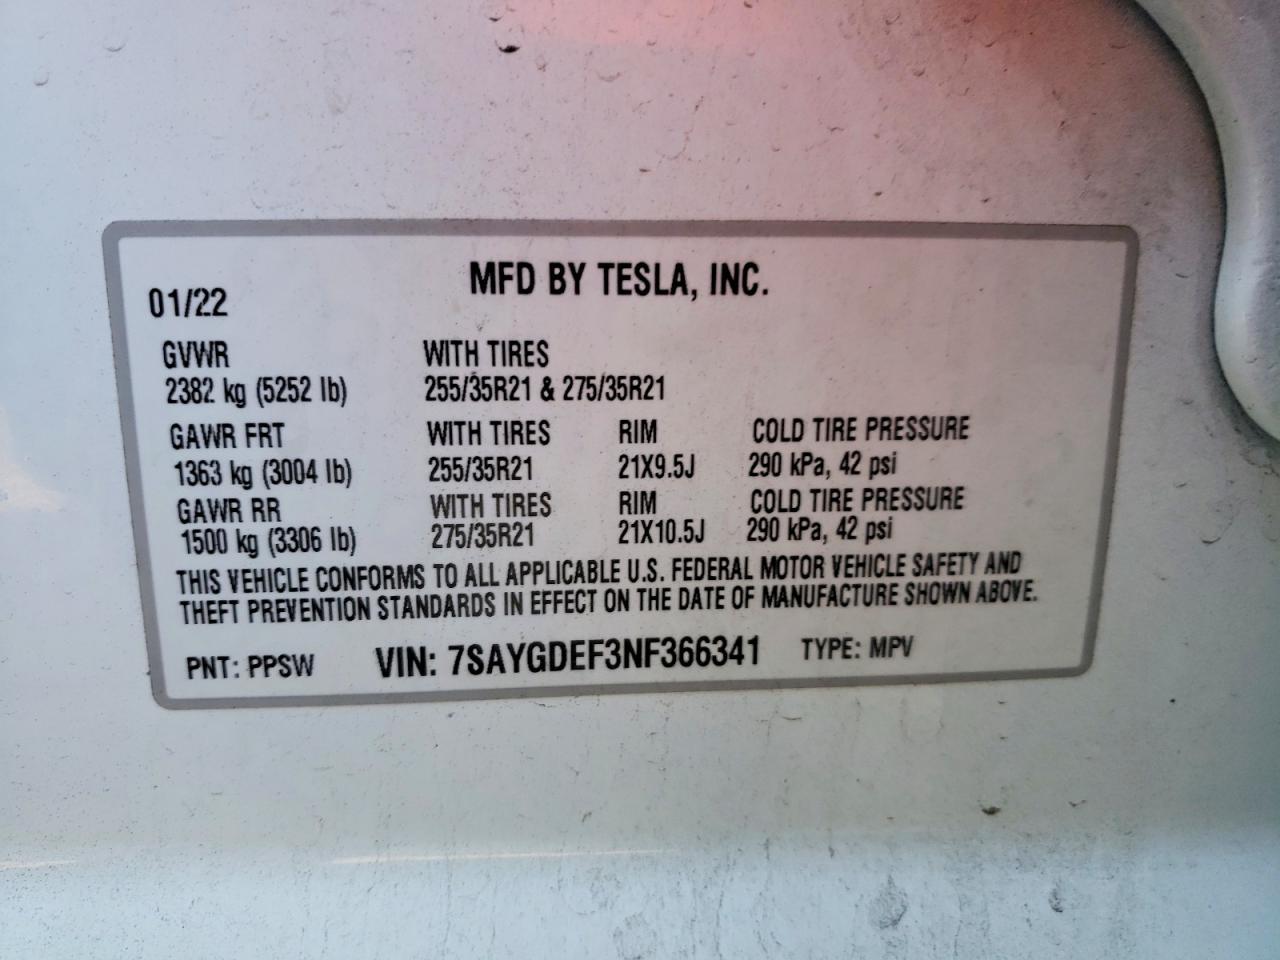 MFD BY TESLA, INC.
01/22
GVWR WITH TIRES
2382 kg (5252 lb) 255/35R21 & 275/35R21
GAWR FRT WITH TIRES RIM COLD TIRE PRESSURE
1363 kg (3004 lb) 255/35R21 21X9.5J 290 kPa, 42 psi
GAWR RR WITH TIRES RIM COLD TIRE PRESSURE
1500 kg (3306 lb) 275/35R21 21X10.5J 290 kPa, 42 psi
THIS VEHICLE CONFORMS TO ALL APPLICABLE U.S. FEDERAL MOTOR VEHICLE SAFETY AND
THEFT PREVENTION STANDARDS IN EFFECT ON THE DATE OF MANUFACTURE SHOWN ABOVE.
PNT: PPSW VIN: 7SAYGDEF3NF366341 TYPE: MPV